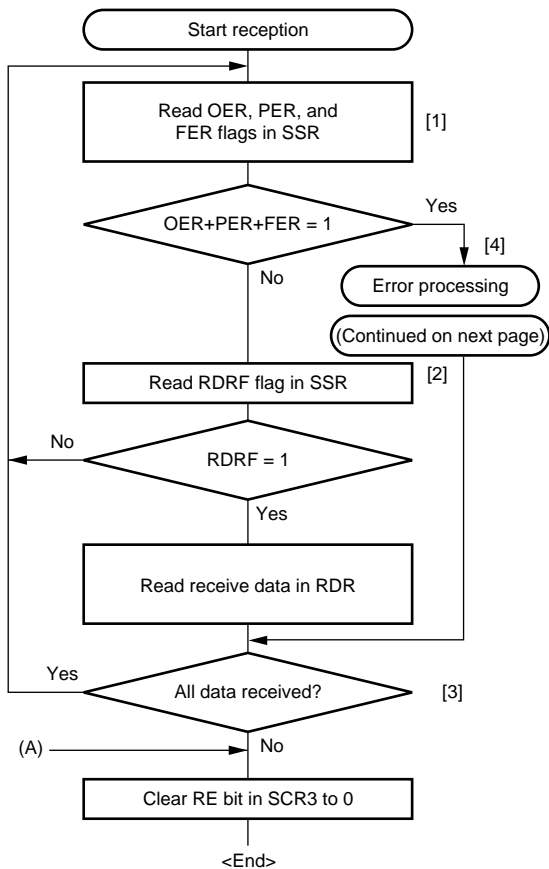 Start reception
Read OER, PER, and
FER flags in SSR
[1]
OER+PER+FER = 1
Yes
[4]
No
Error processing
(Continued on next page)
Read RDRF flag in SSR
[2]
No
RDRF = 1
Yes
Read receive data in RDR
Yes
All data received?
[3]
(A)
No
Clear RE bit in SCR3 to 0
<End>